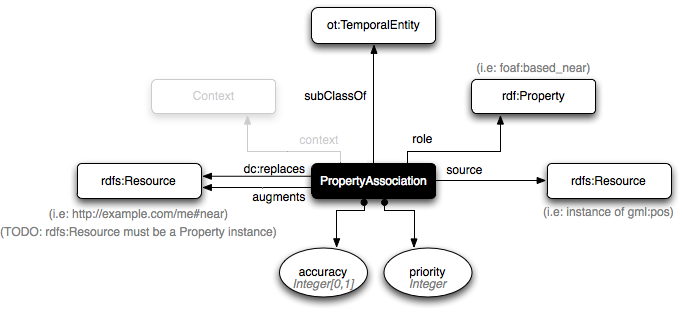 ot:TemporalEntity
(i.e: foaf:based_near)
Context
subClassOf
rdf:Property
context
role
dc:replaces
source
rdfs:Resource
PropertyAssociation
rdfs:Resource
augments
(i.e: http://example.com/me#near)
(i.e: instance of gml:pos)
(TODO: rdfs:Resource must be a Property instance)
accuracy
priority
Integer[0,1]
Integer